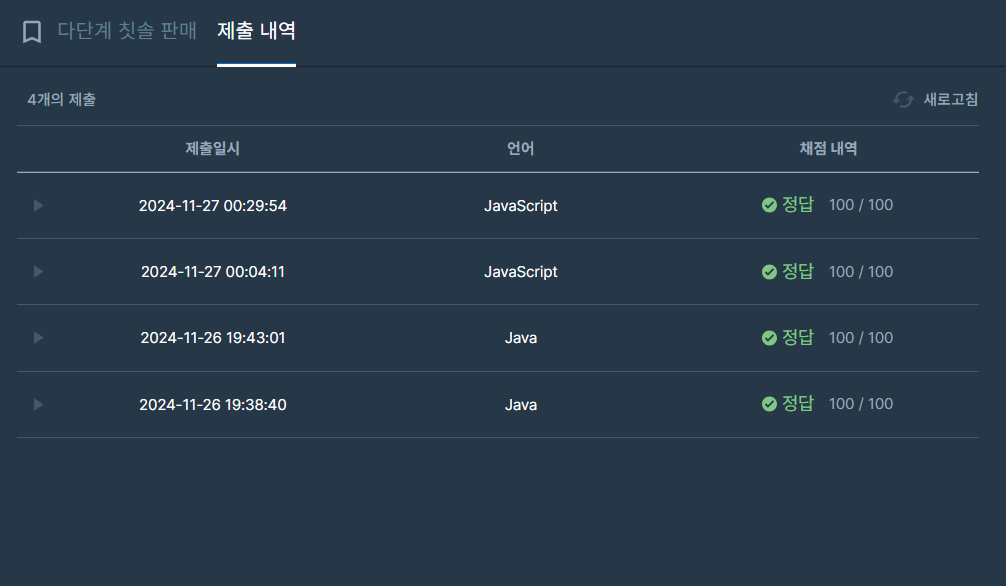 다단계 칫솔 판매 제출 내역
4개의 제출 새로고침
제출일시 언어 채점 내역
2024-11-27 00:29:54 JavaScript 정답 100 / 100
2024-11-27 00:04:11 JavaScript 정답 100 / 100
2024-11-26 19:43:01 Java 정답 100 / 100
2024-11-26 19:38:40 Java 정답 100 / 100